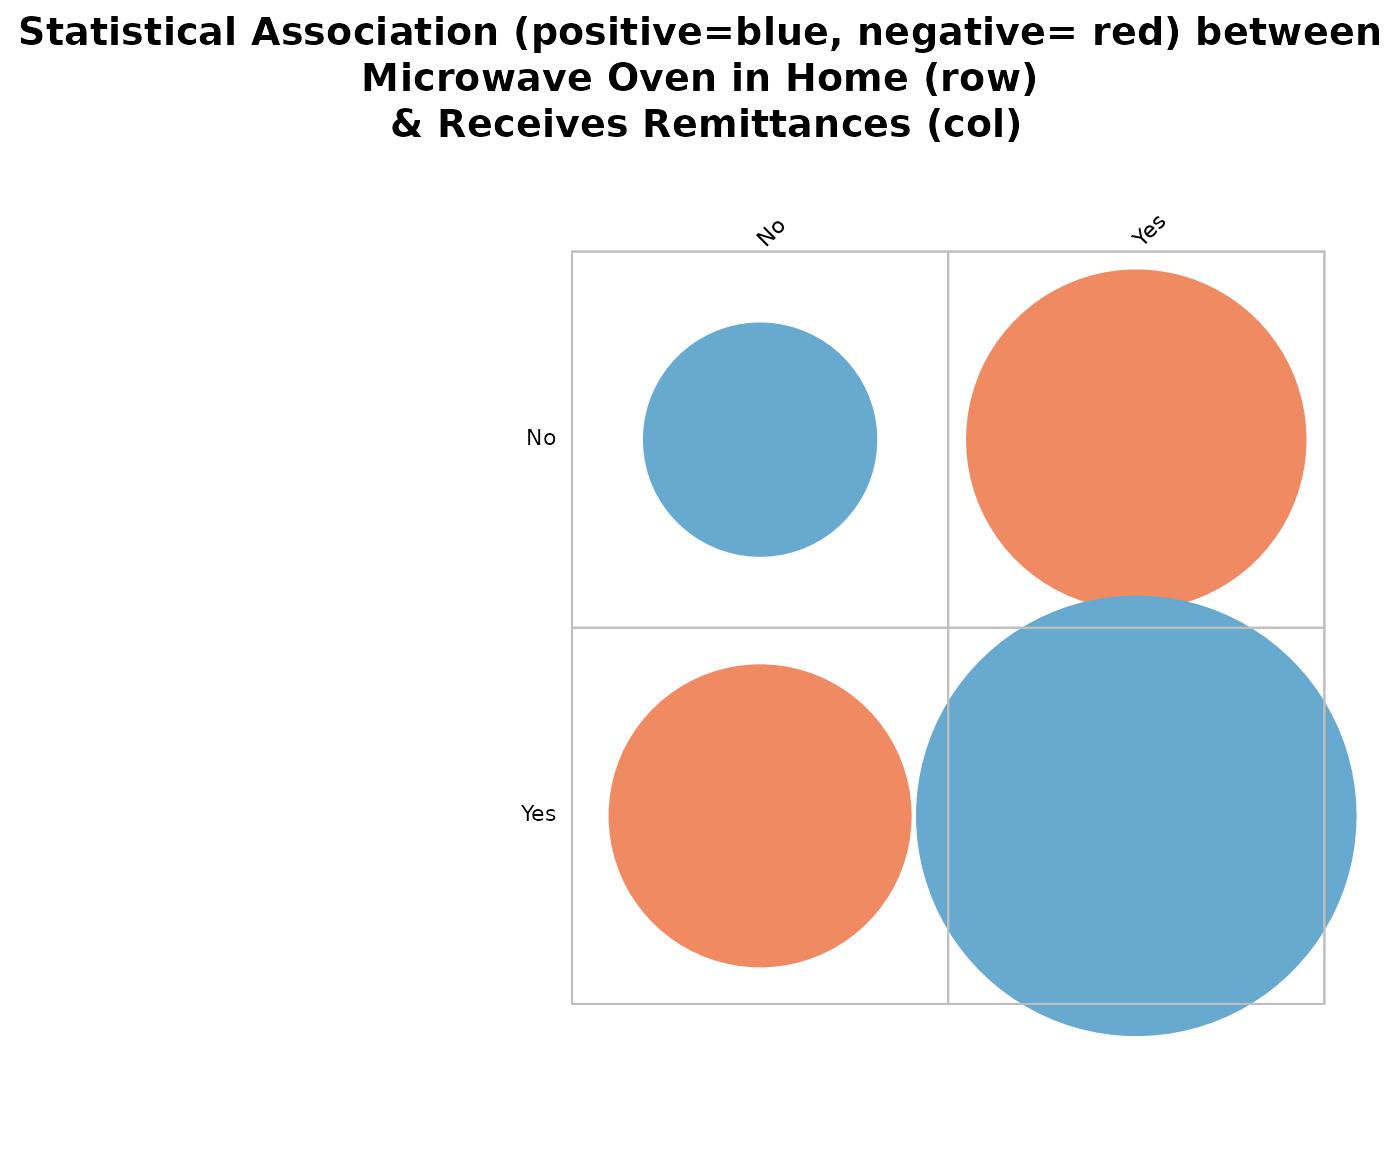 Statistical Association (positive=blue, negative= red) between
Microwave Oven in Home (row)
& Receives Remittances (col)
No Yes
No
Yes